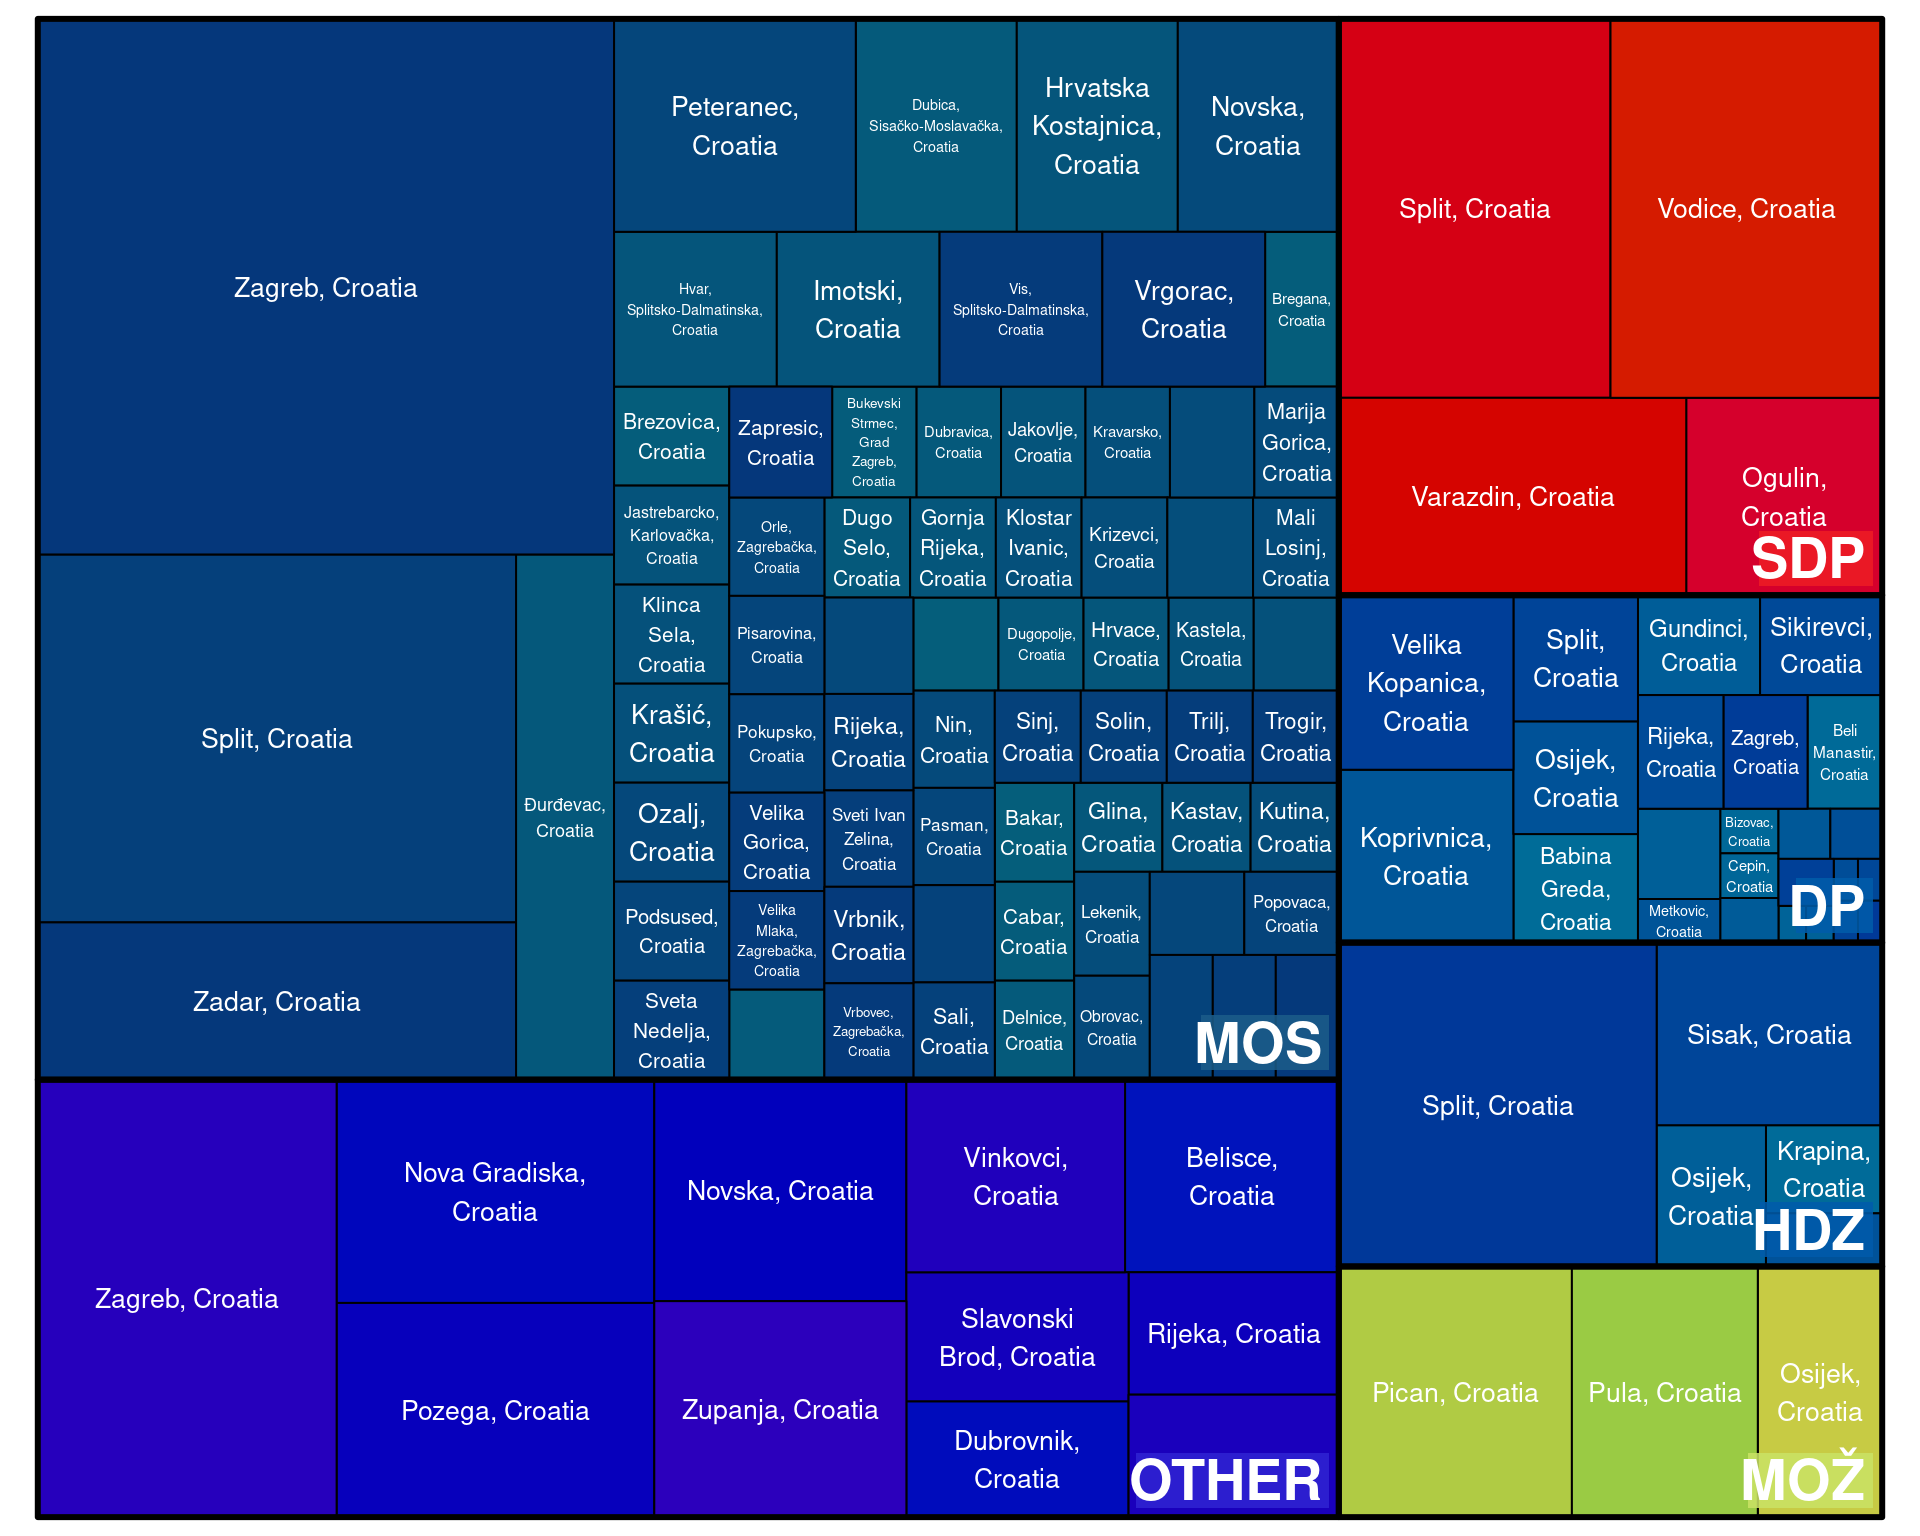 Zagreb, Croatia
Split, Croatia
Zadar, Croatia
Đurđevac,
Croatia
Peteranec,
Croatia
Dubica,
Sisačko-Moslavačka,
Croatia
Hrvatska
Kostajnica,
Croatia
Novska,
Croatia
Hvar,
Splitsko-Dalmatinska,
Croatia
Imotski,
Croatia
Vis,
Splitsko-Dalmatinska,
Croatia
Vrgorac,
Croatia
Bregana,
Croatia
Brezovica,
Croatia
Jastrebarcko,
Karlovačka,
Croatia
Klinca
Sela,
Croatia
Krašić,
Croatia
Ozalj,
Croatia
Podsused,
Croatia
Sveta
Nedelja,
Croatia
Zapresic,
Croatia
Orle,
Zagrebačka,
Croatia
Pisarovina,
Croatia
Pokupsko,
Croatia
Velika
Gorica,
Croatia
Velika
Mlaka,
Zagrebačka,
Croatia
Bukevski
Strmec,
Grad
Zagreb,
Croatia
Dubravica,
Croatia
Jakovlje,
Croatia
Kravarsko,
Croatia
Marija
Gorica,
Croatia
Dugo
Selo,
Croatia
Gornja
Rijeka,
Croatia
Klostar
Ivanic,
Croatia
Krizevci,
Croatia
Mali
Losinj,
Croatia
Rijeka,
Croatia
Sveti Ivan
Zelina,
Croatia
Vrbnik,
Croatia
Vrbovec,
Zagrebačka,
Croatia
Dugopolje,
Croatia
Hrvace,
Croatia
Kastela,
Croatia
Nin,
Croatia
Pasman,
Croatia
Sali,
Croatia
Sinj,
Croatia
Solin,
Croatia
Trilj,
Croatia
Trogir,
Croatia
Bakar,
Croatia
Cabar,
Croatia
Delnice,
Croatia
Glina,
Croatia
Kastav,
Croatia
Kutina,
Croatia
Lekenik,
Croatia
Obrovac,
Croatia
Popovaca,
Croatia
MOS
Zagreb, Croatia
Nova Gradiska,
Croatia
Pozega, Croatia
Novska, Croatia
Zupanja, Croatia
Vinkovci,
Croatia
Belisce,
Croatia
Slavonski
Brod, Croatia
Dubrovnik,
Croatia
Rijeka, Croatia
OTHER
Split, Croatia
Vodice, Croatia
Varazdin, Croatia
Ogulin,
Croatia
SDP
Velika
Kopanica,
Croatia
Koprivnica,
Croatia
Split,
Croatia
Osijek,
Croatia
Babina
Greda,
Croatia
Gundinci,
Croatia
Sikirevci,
Croatia
Rijeka,
Croatia
Zagreb,
Croatia
Beli
Manastir,
Croatia
Bizovac,
Croatia
Cepin,
Croatia
Metkovic,
Croatia
DP
Split, Croatia
Sisak, Croatia
Osijek,
Croatia
Krapina,
Croatia
HDZ
Pican, Croatia
Pula, Croatia
Osijek,
Croatia
MOŽ